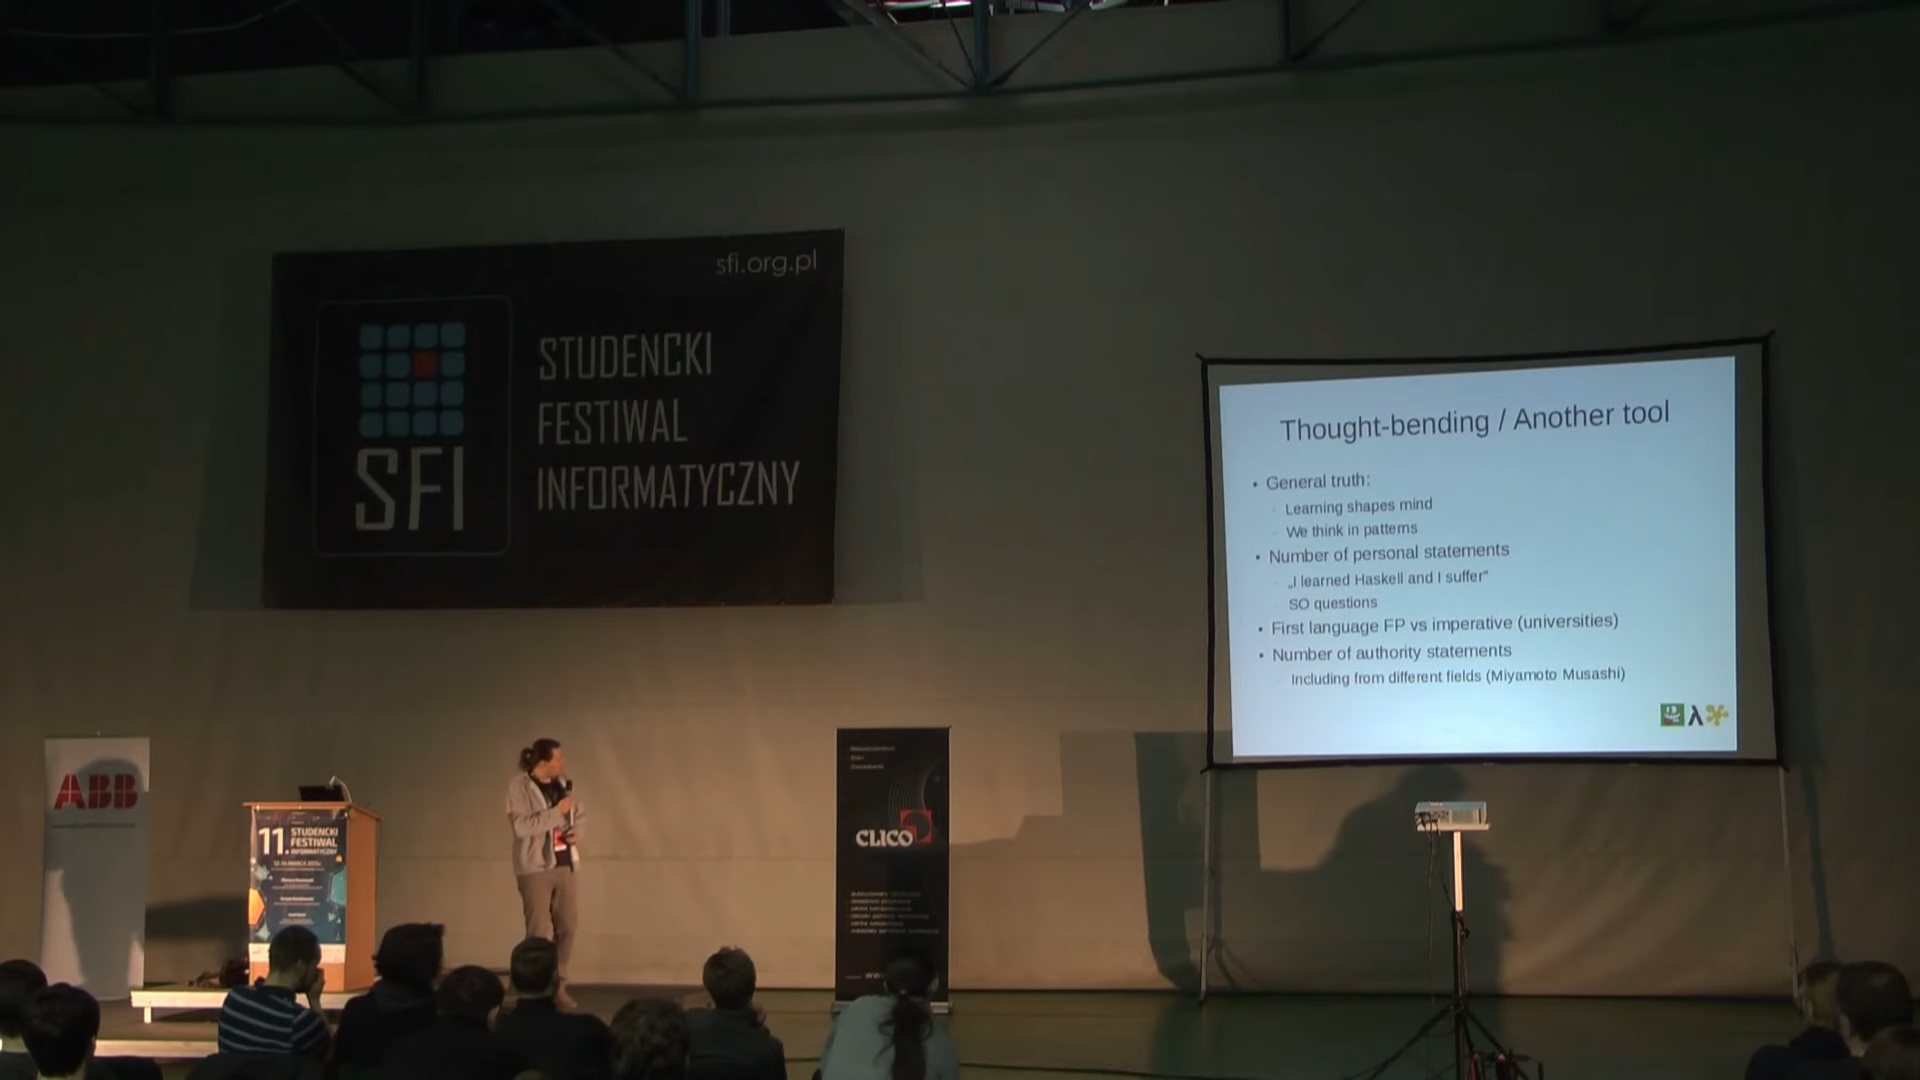 sfi.org.pl
SFI
STUDENCKI
FESTIWAL
INFORMATYCZNY
Thought-bending / Another tool
• General truth:
Learning shapes mind
We think in patterns
• Number of personal statements
„I learned Haskell and I suffer”
SO questions
• First language FP vs imperative (universities)
• Number of authority statements
Including from different fields (Miyamoto Musashi)
λ
ABB
11.
STUDENCKI
FESTIWAL
INFORMATYCZNY
CLICO